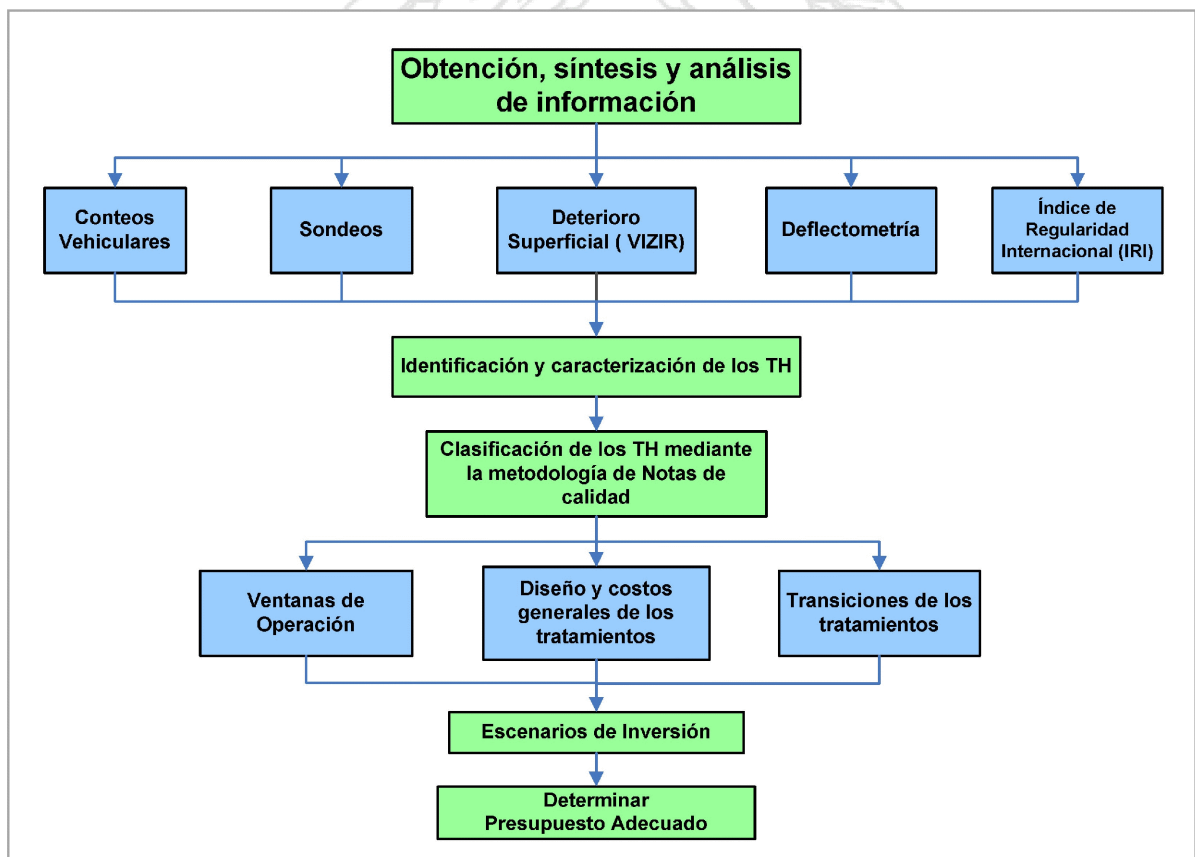 Obtención, síntesis y análisis
de información
Conteos
Vehiculares
Sondeos
Deterioro
Superficial ( VIZIR)
Deflectometría
Índice de
Regularidad
Internacional (IRI)
Identificación y caracterización de los TH
Clasificación de los TH mediante
la metodología de Notas de
calidad
Ventanas de
Operación
Diseño y costos
generales de los
tratamientos
Transiciones de los
tratamientos
Escenarios de Inversión
Determinar
Presupuesto Adecuado